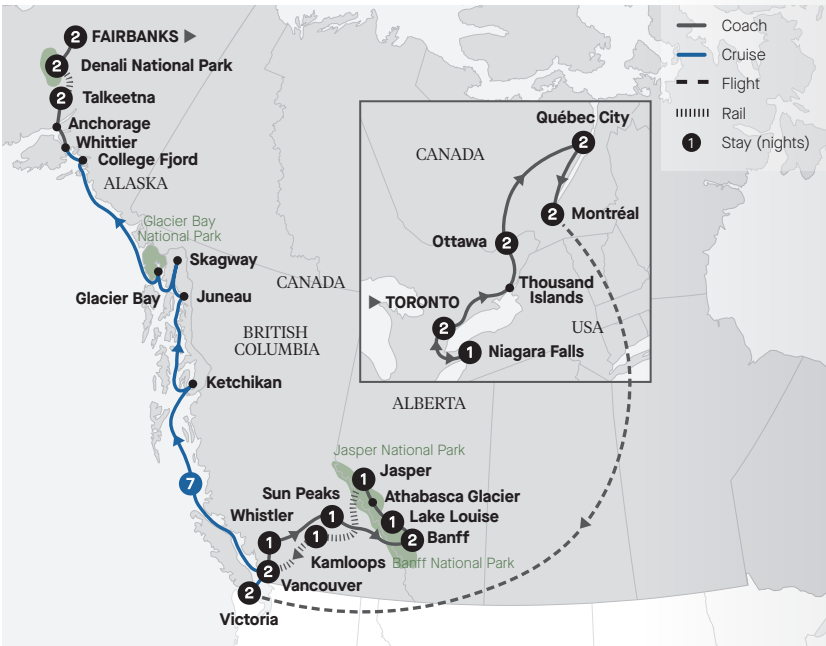 2 FAIRBANKS ▶
2 Denali National Park
2 Talkeetna
Anchorage
Whittier
College Fjord
ALASKA
Glacier Bay
National Park
Skagway
Glacier Bay
Juneau
CANADA
BRITISH
COLUMBIA
Ketchikan
7
Coach
Cruise
Flight
Rail
1 Stay (nights)
Québec City
2
CANADA
2 Montréal
Ottawa 2
Thousand
Islands
▶ TORONTO
2
USA
1 Niagara Falls
ALBERTA
Jasper National Park
1 Jasper
Athabasca Glacier
Sun Peaks
1
1 Lake Louise
Whistler
1
2 Banff
1
Kamloops
Banff National Park
2
Vancouver
2
Victoria